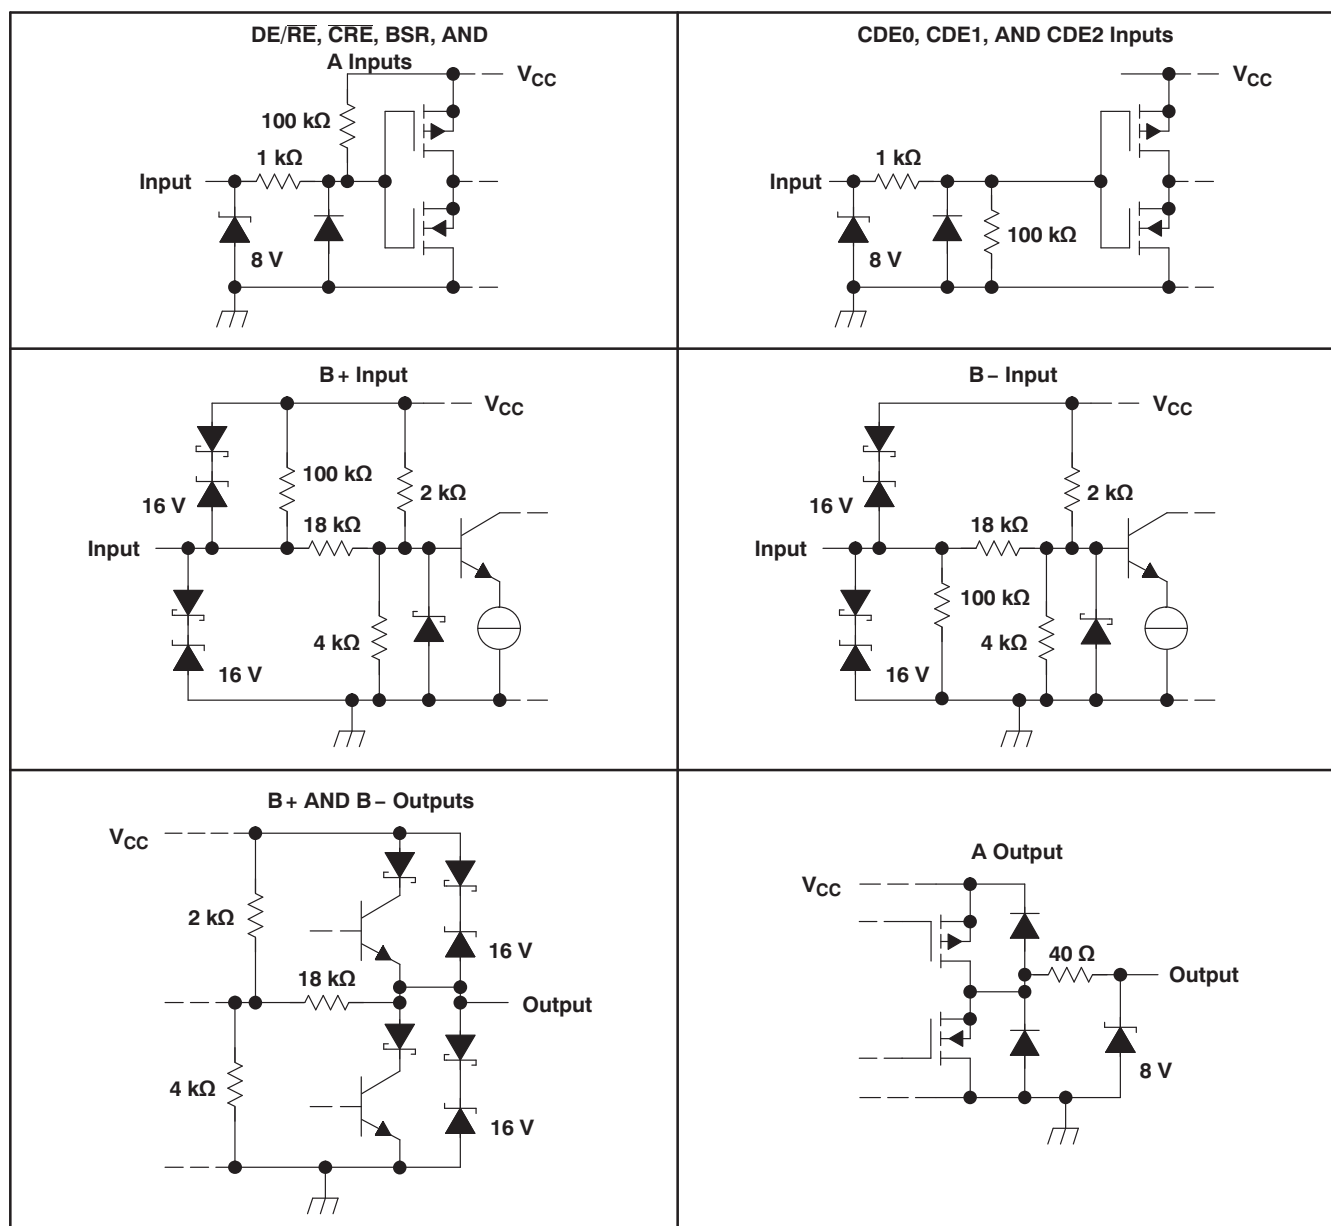 DE/R̅E̅, C̅R̅E̅, BSR, AND
A Inputs
VCC
100 kΩ
1 kΩ
Input
8 V
CDE0, CDE1, AND CDE2 Inputs
VCC
1 kΩ
Input
100 kΩ
8 V
B+ Input
VCC
100 kΩ
2 kΩ
16 V
18 kΩ
Input
4 kΩ
16 V
B− Input
VCC
2 kΩ
16 V
18 kΩ
Input
100 kΩ
4 kΩ
16 V
B+ AND B− Outputs
VCC
2 kΩ
16 V
18 kΩ
Output
4 kΩ
16 V
A Output
VCC
40 Ω
Output
8 V